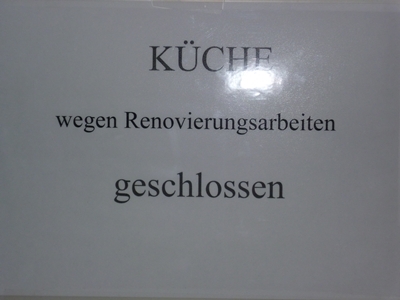 KÜCHE
wegen Renovierungsarbeiten
geschlossen